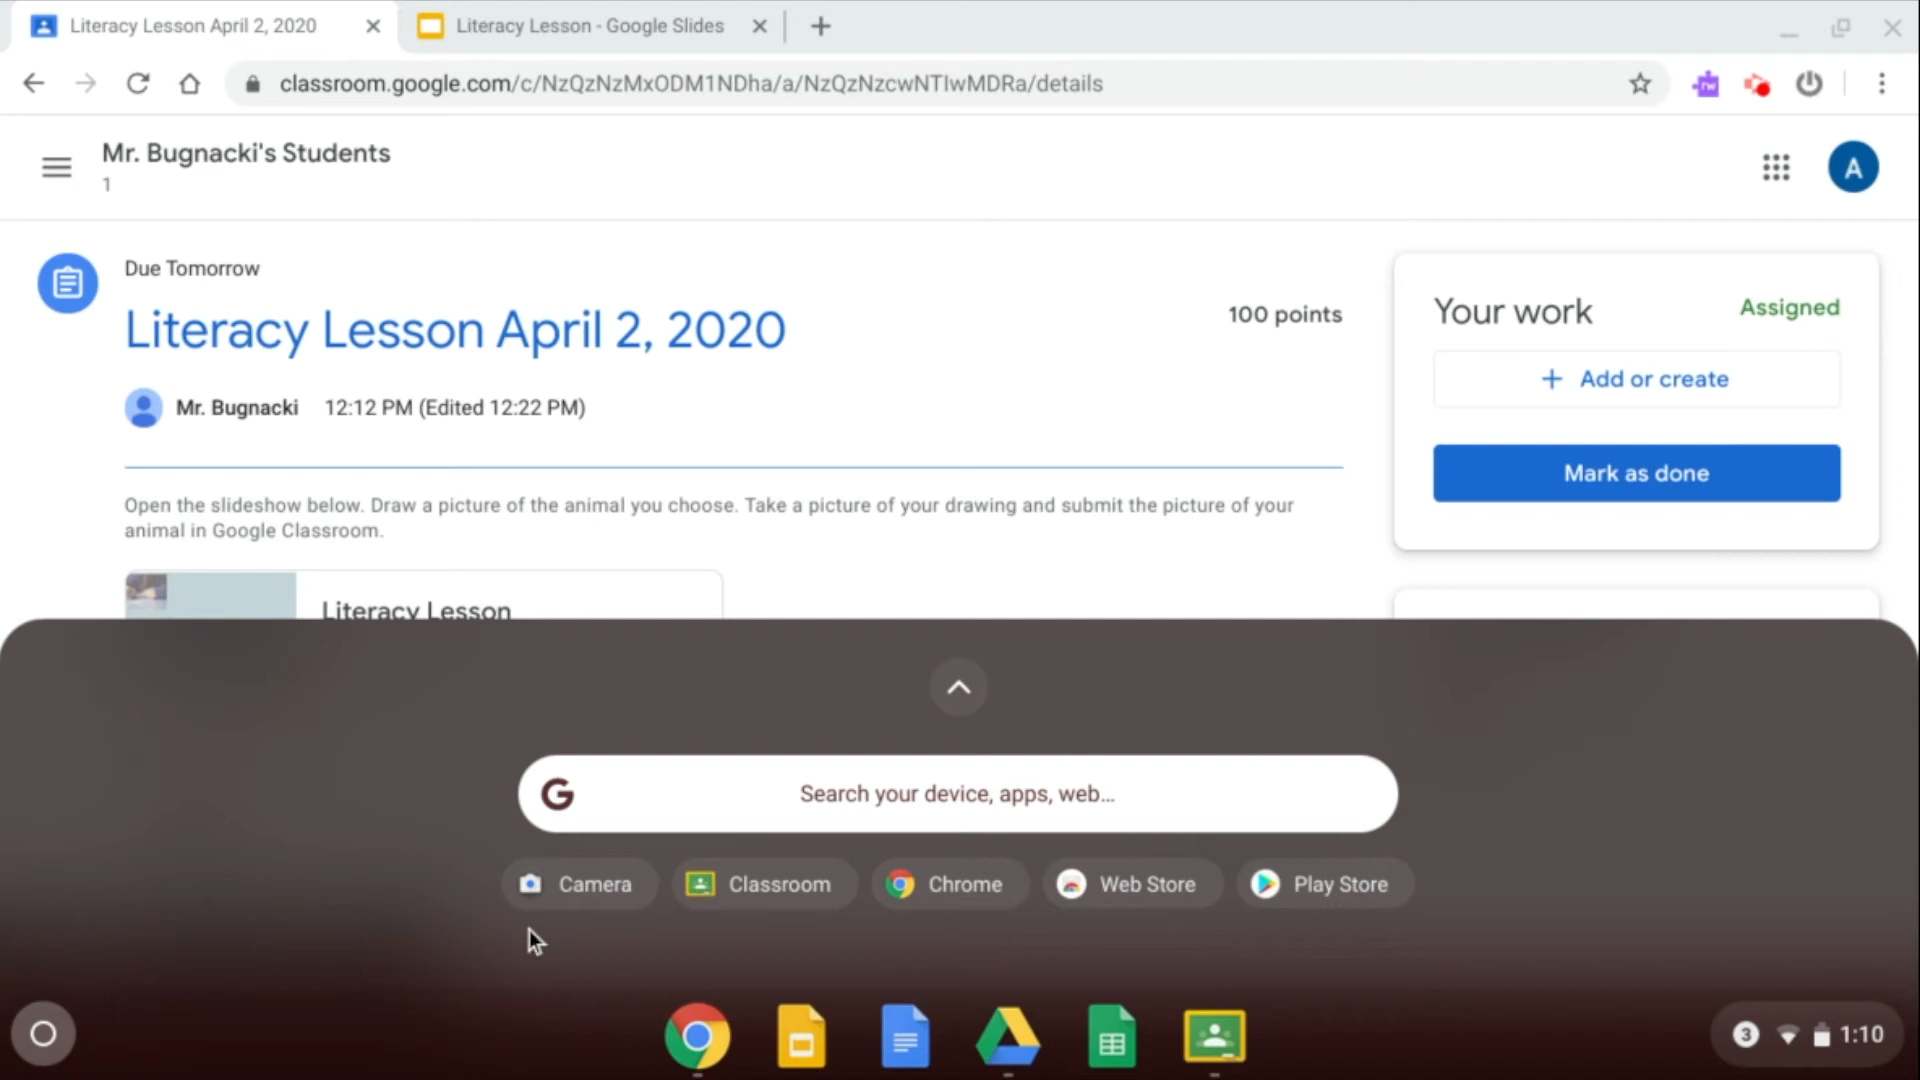 Literacy Lesson April 2, 2020
Literacy Lesson - Google Slides
classroom.google.com/c/NzQzNzMxODM1NDha/a/NzQzNzcwNTIwMDRa/details
rw
Mr. Bugnacki's Students
1
A
Due Tomorrow
Literacy Lesson April 2, 2020
100 points
Mr. Bugnacki 12:12 PM (Edited 12:22 PM)
Open the slideshow below. Draw a picture of the animal you choose. Take a picture of your drawing and submit the picture of your
animal in Google Classroom.
Literacy Lesson
Your work
Assigned
+ Add or create
Mark as done
G
Search your device, apps, web...
Camera
Classroom
Chrome
Web Store
Play Store
3
1:10